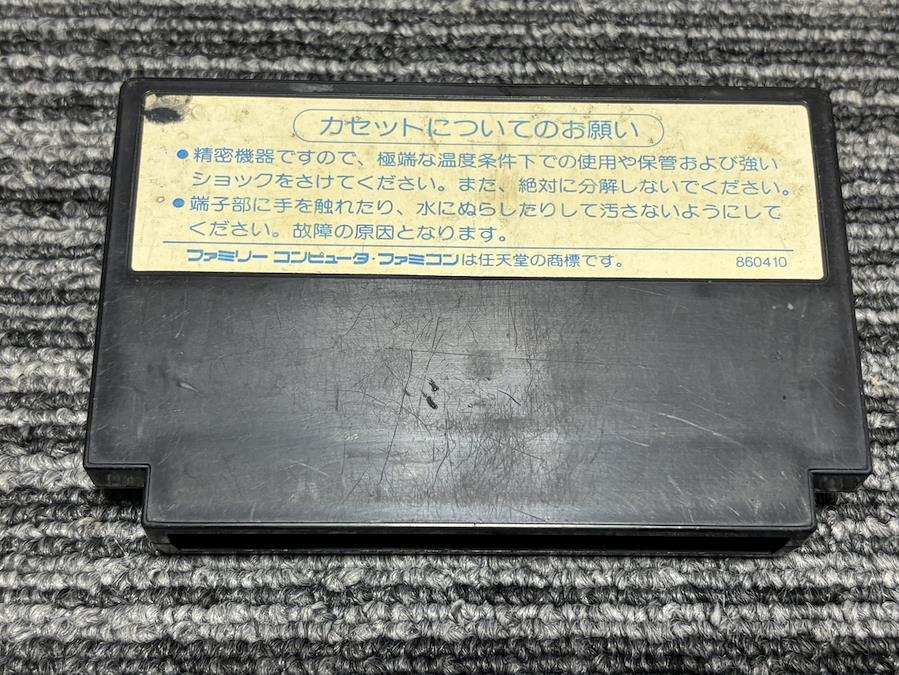 カセットについてのお願い
●精密機器ですので、極端な温度条件下での使用や保管および強い
ショックをさけてください。また、絶対に分解しないでください。
●端子部に手を触れたり、水にぬらしたりして汚さないようにして
ください。故障の原因となります。
ファミリー コンピュータ・ファミコンは任天堂の商標です。 860410